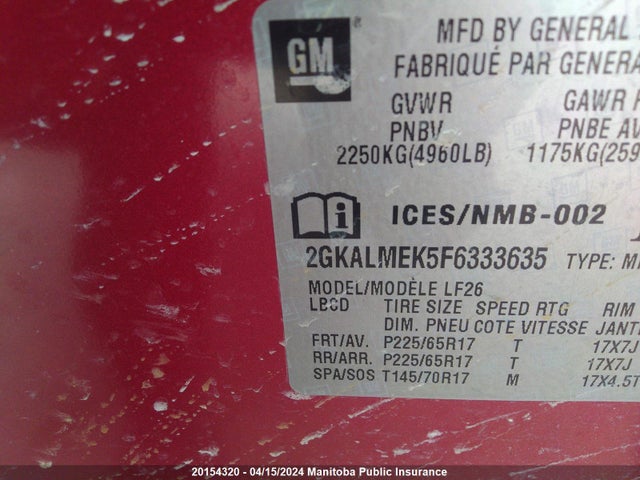 GM ®
MFD BY GENERAL
FABRIQUÉ PAR GENERA
GVWR GAWR
PNBV PNBE AV
2250KG(4960LB) 1175KG(259
i ICES/NMB-002
2GKALMEK5F6333635 TYPE: M
MODEL/MODÈLE LF26
LBCD TIRE SIZE SPEED RTG RIM
DIM. PNEU COTE VITESSE JANT
FRT/AV. P225/65R17 T 17X7J
RR/ARR. P225/65R17 T 17X7J
SPA/SOS T145/70R17 M 17X4.5T
20154320 - 04/15/2024 Manitoba Public Insurance